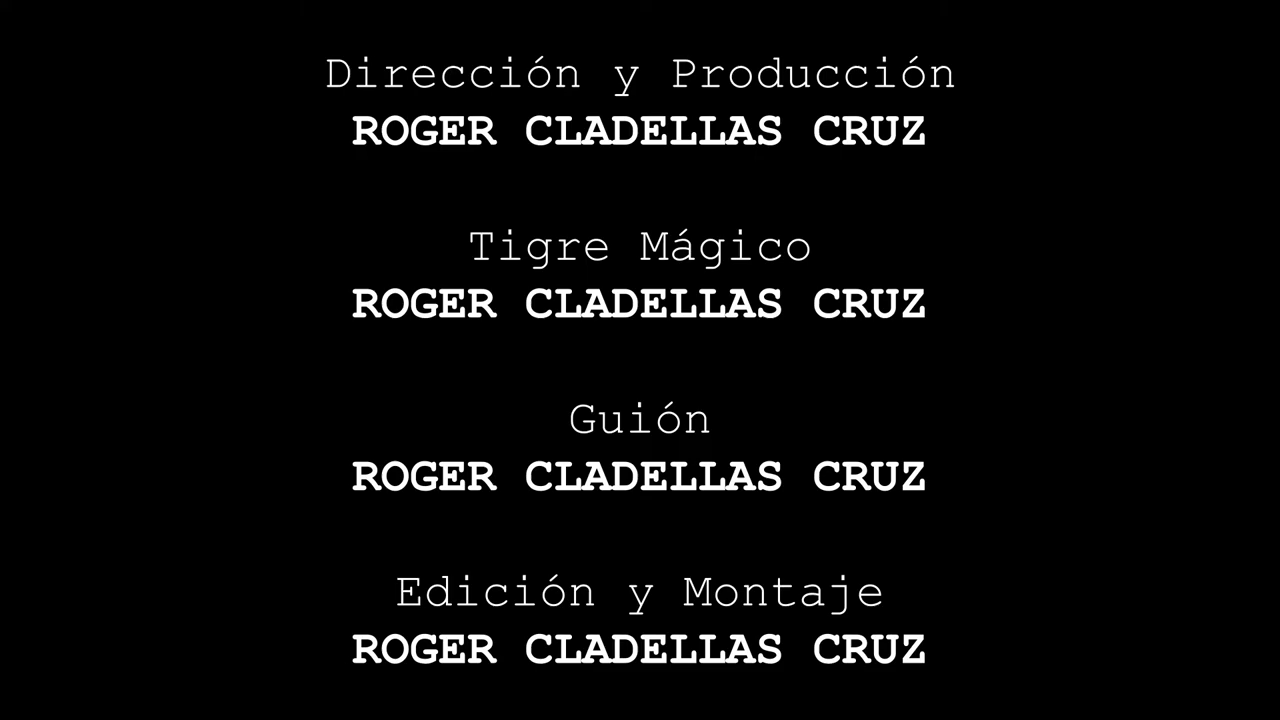 Dirección y Producción
ROGER CLADELLAS CRUZ
Tigre Mágico
ROGER CLADELLAS CRUZ
Guión
ROGER CLADELLAS CRUZ
Edición y Montaje
ROGER CLADELLAS CRUZ